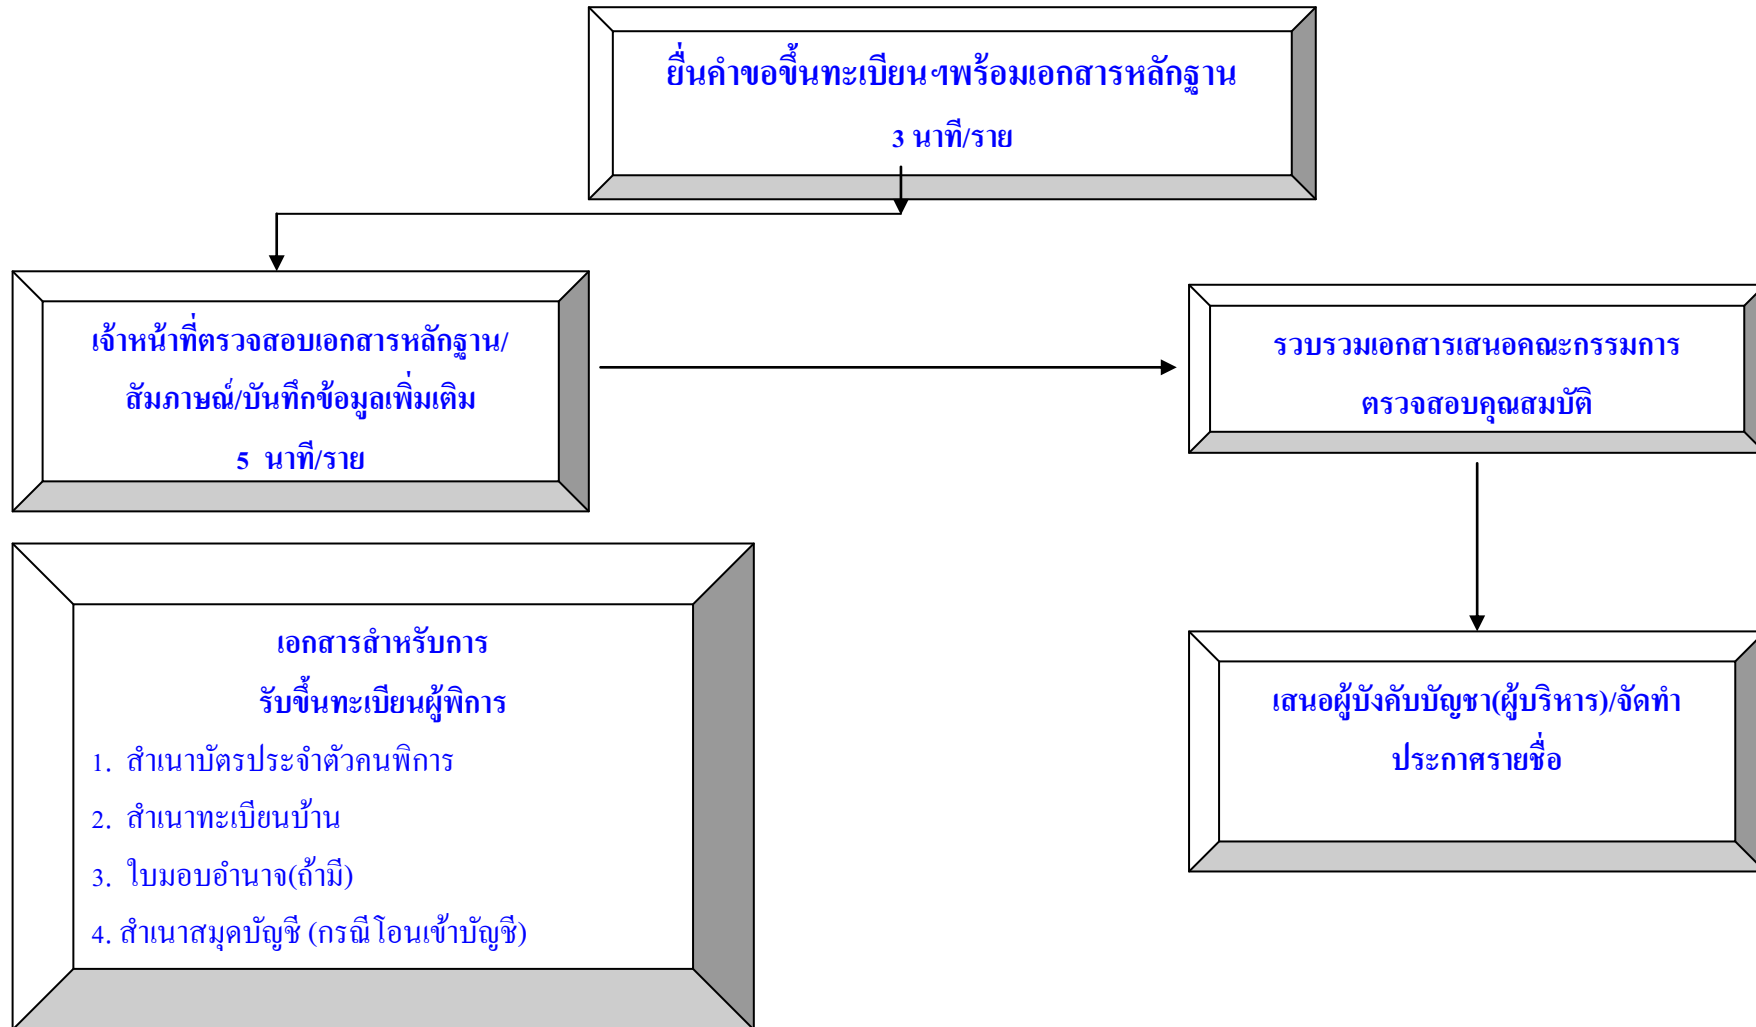 ยื่นคำขอขึ้นทะเบียนฯพร้อมเอกสารหลักฐาน
3 นาที/ราย
เจ้าหน้าที่ตรวจสอบเอกสารหลักฐาน/
สัมภาษณ์/บันทึกข้อมูลเพิ่มเติม
5 นาที/ราย
รวบรวมเอกสารเสนอคณะกรรมการ
ตรวจสอบคุณสมบัติ
เอกสารสำหรับการ
รับขึ้นทะเบียนผู้พิการ
1. สำเนาบัตรประจำตัวคนพิการ
2. สำเนาทะเบียนบ้าน
3. ใบมอบอำนาจ(ถ้ามี)
4. สำเนาสมุดบัญชี (กรณีโอนเข้าบัญชี)
เสนอผู้บังคับบัญชา(ผู้บริหาร)/จัดทำ
ประกาศรายชื่อ